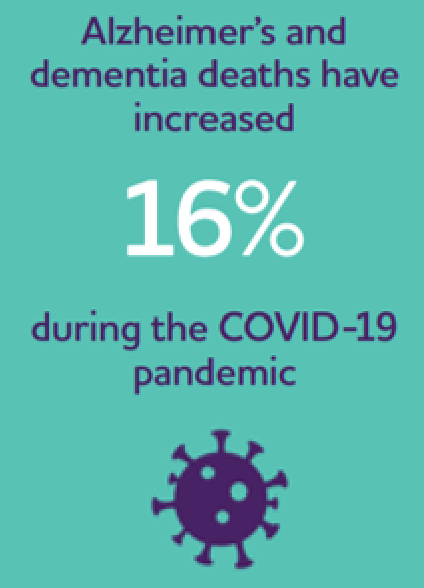 Alzheimer's and
dementia deaths have
increased
16%
during the COVID-19
pandemic